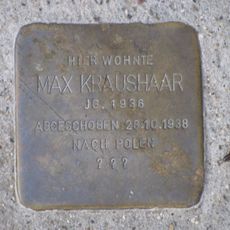 HIER WOHNTE
MAX KRAUSHAAR
JG. 1936
ABGESCHOBEN 28.10.1938
NACH POLEN
???